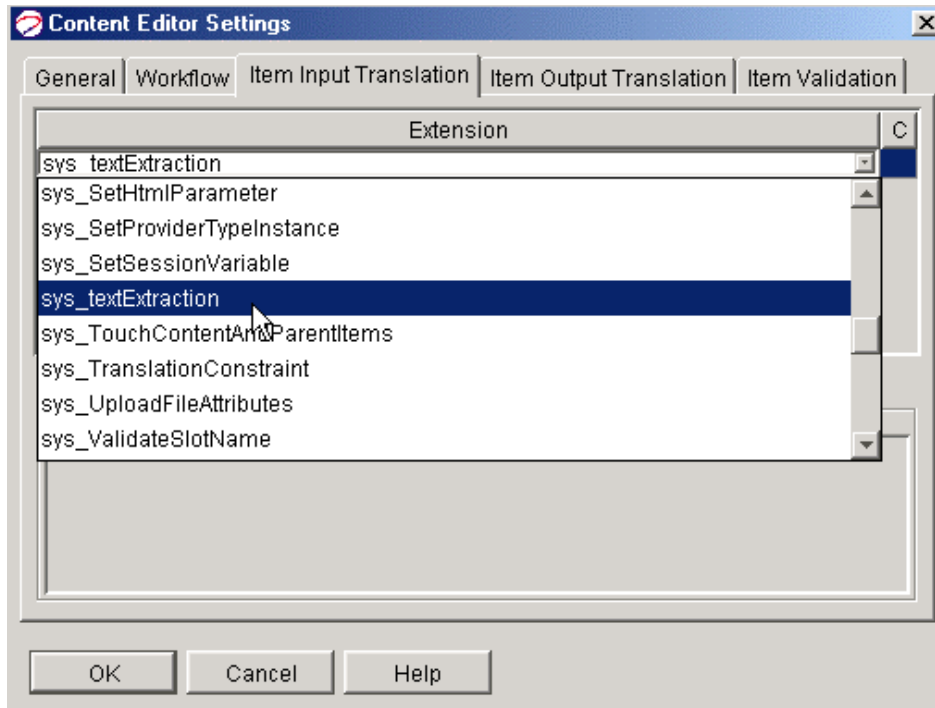 Content Editor Settings
General Workflow Item Input Translation Item Output Translation Item Validation
Extension C
sys_textExtraction
sys_SetHtmlParameter
sys_SetProviderTypeInstance
sys_SetSessionVariable
sys_textExtraction
sys_TouchContentAndParentItems
sys_TranslationConstraint
sys_UploadFileAttributes
sys_ValidateSlotName
OK Cancel Help